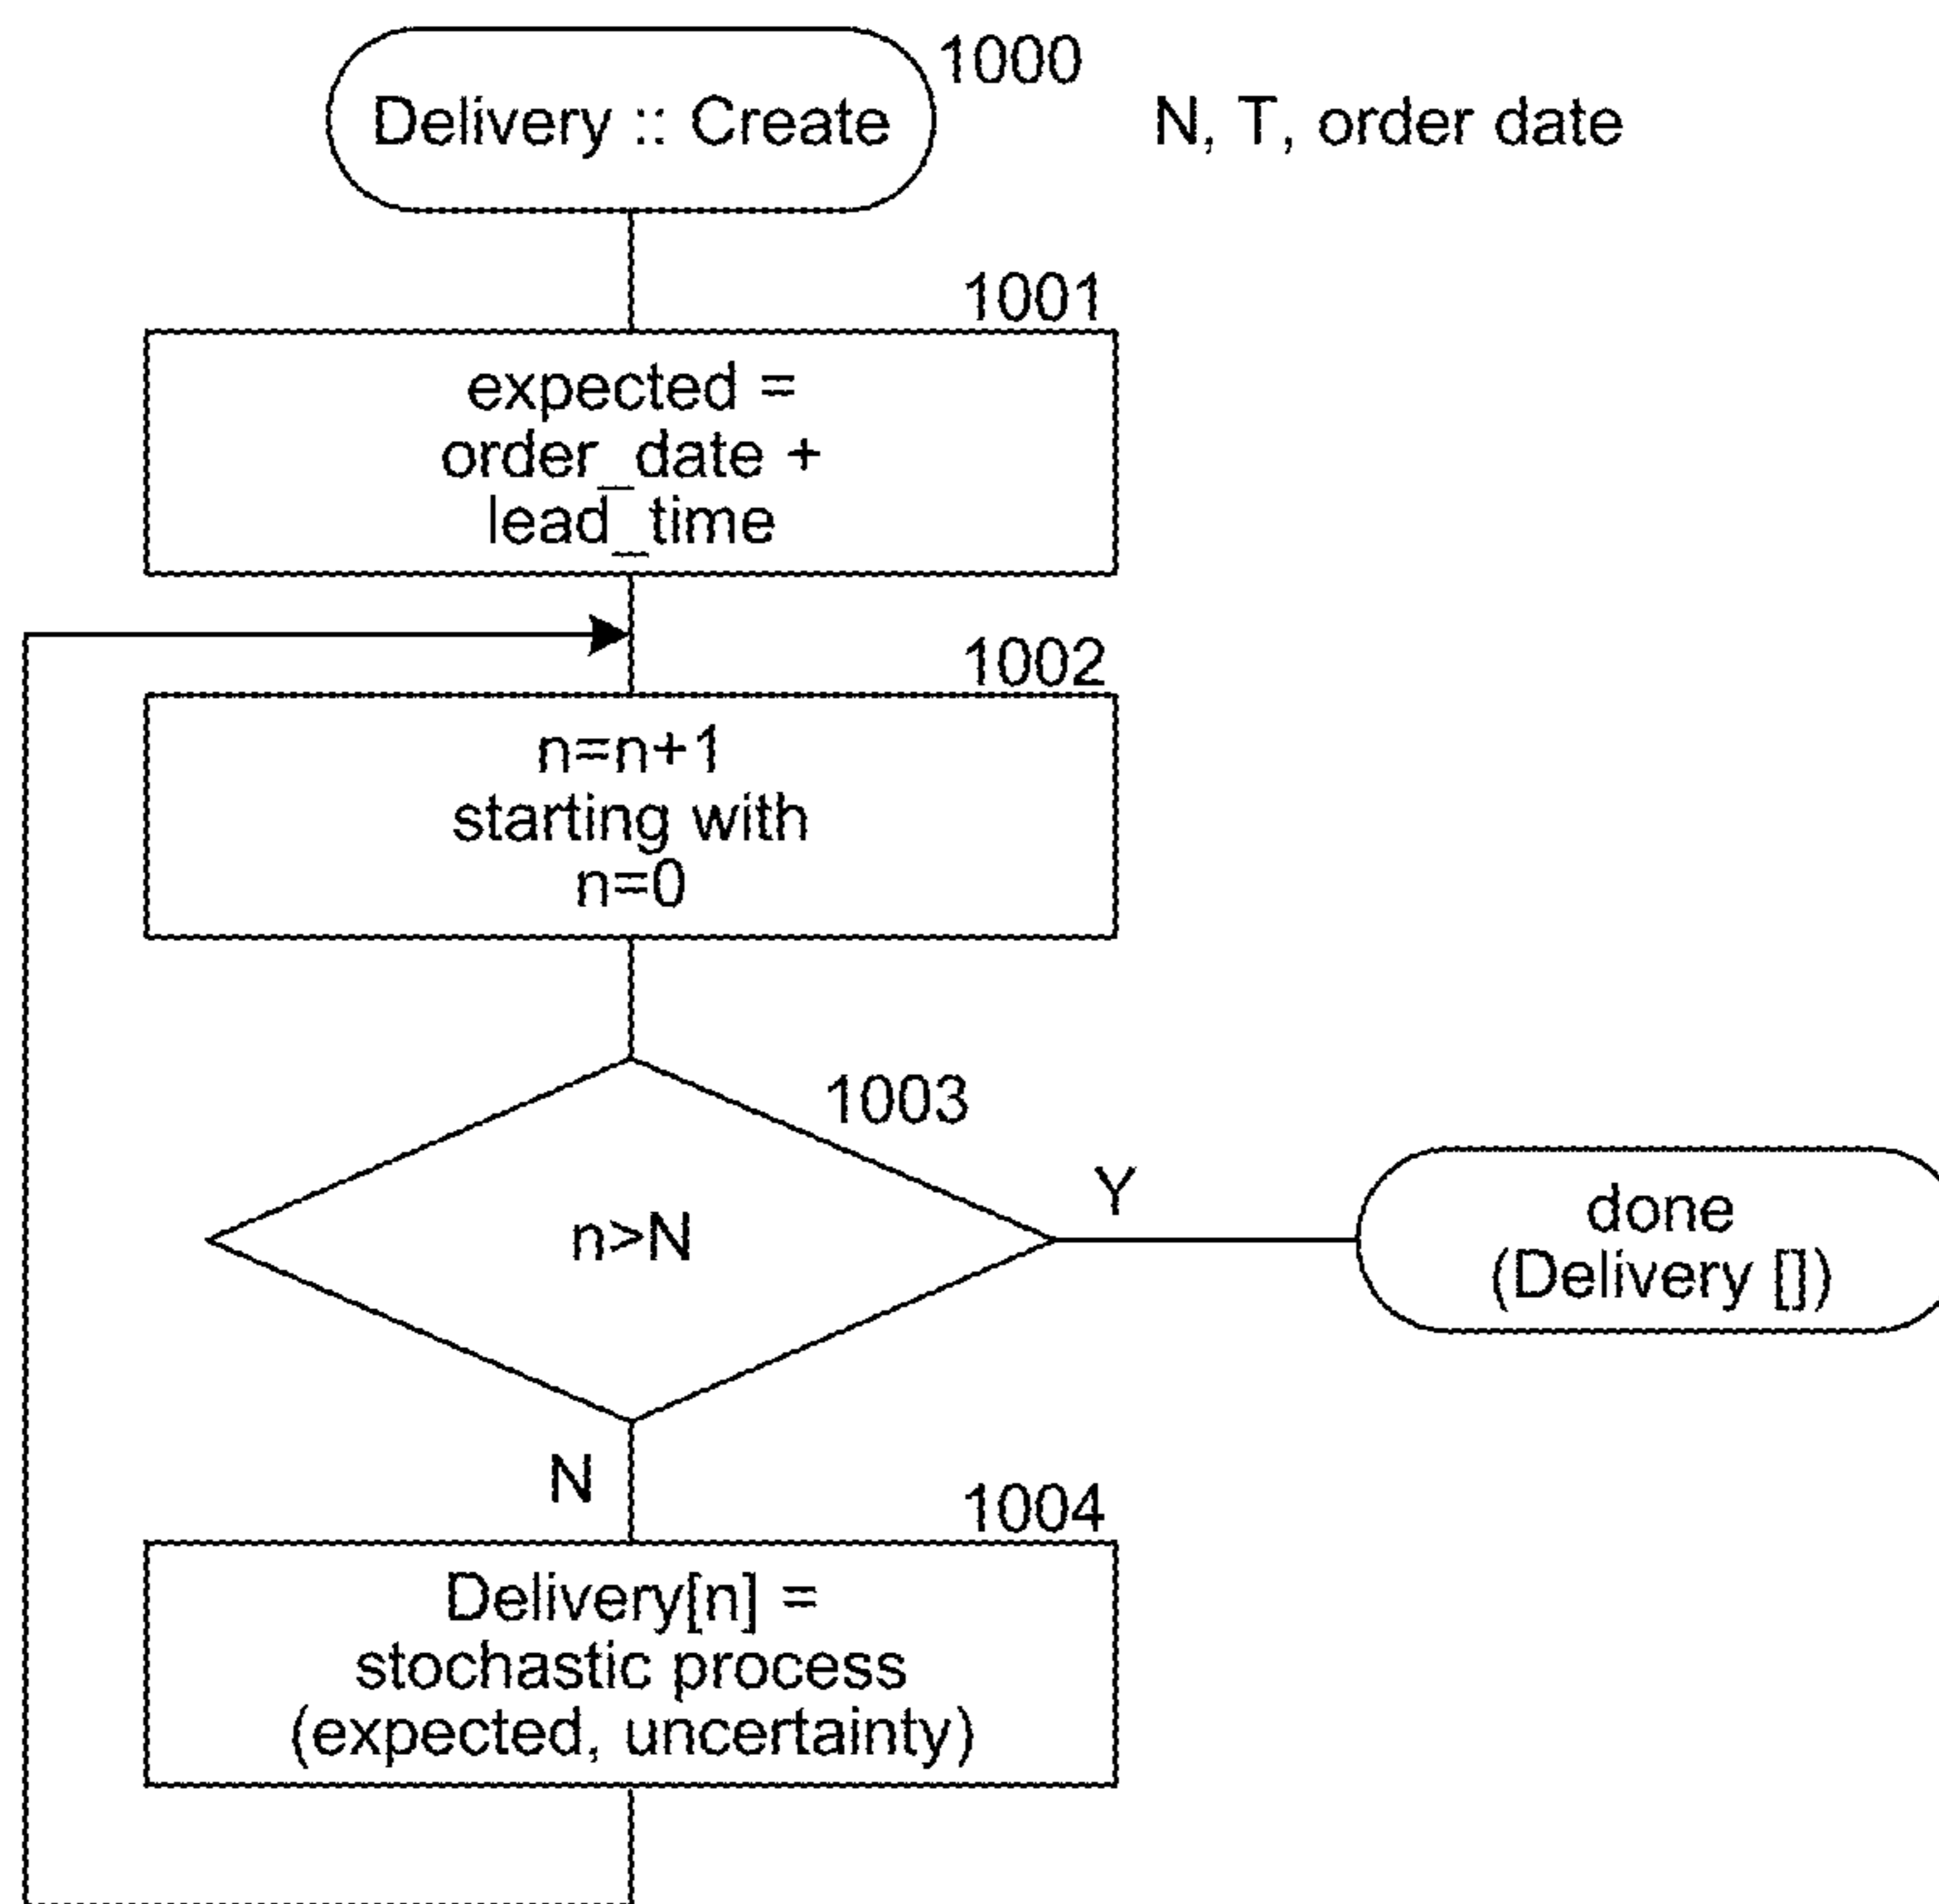 1000
Delivery :: Create
N, T, order date
1001
expected =
order_date +
lead_time
1002
n=n+1
starting with
n=0
1003
n>N
Y
done
(Delivery [])
N
1004
Delivery[n] =
stochastic process
(expected, uncertainty)